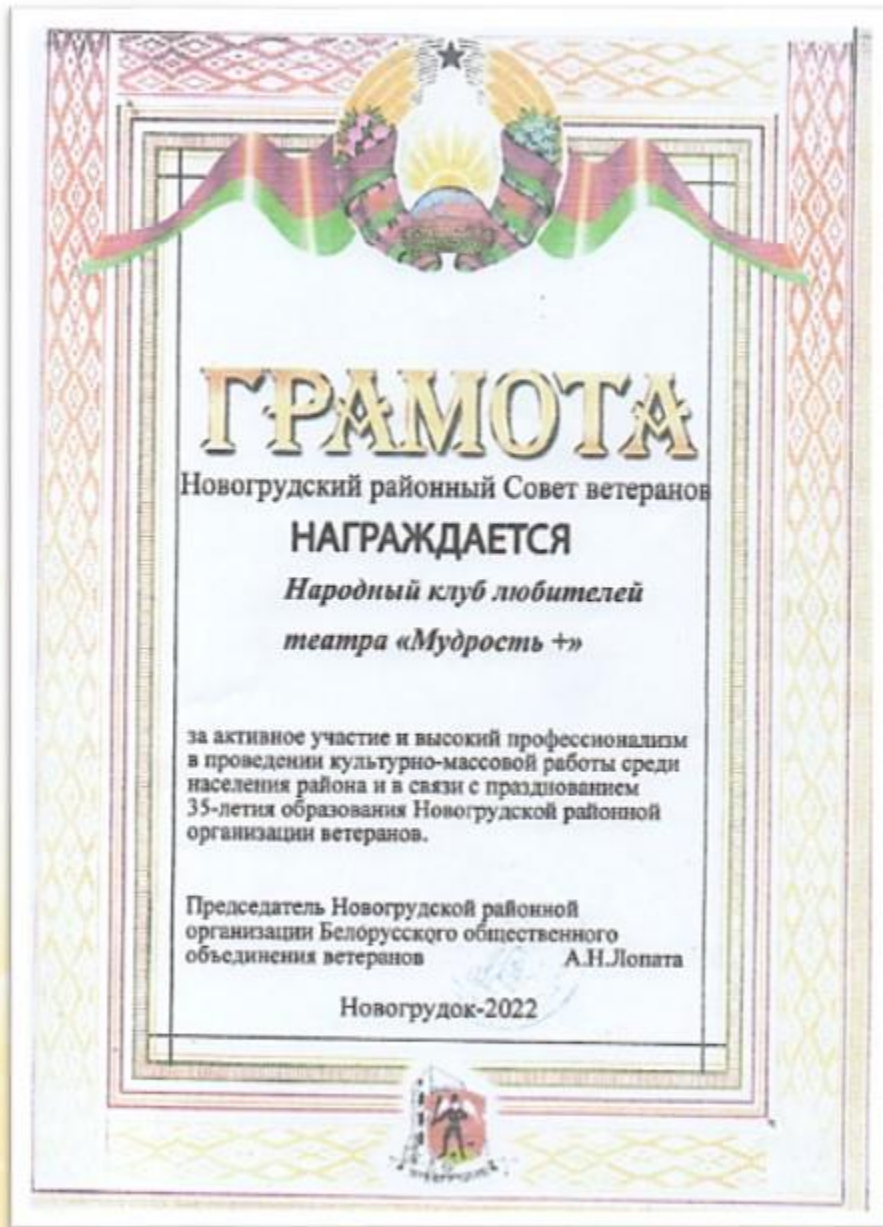 ГРАМОТА
Новогрудский районный Совет ветеранов
НАГРАЖДАЕТСЯ
Народный клуб любителей
театра «Мудрость +»
за активное участие и высокий профессионализм
в проведении культурно-массовой работы среди
населения района и в связи с празднованием
35-летия образования Новогрудской районной
организации ветеранов.
Председатель Новогрудской районной
организации Белорусского общественного
объединения ветеранов А.Н.Лопата
Новогрудок-2022